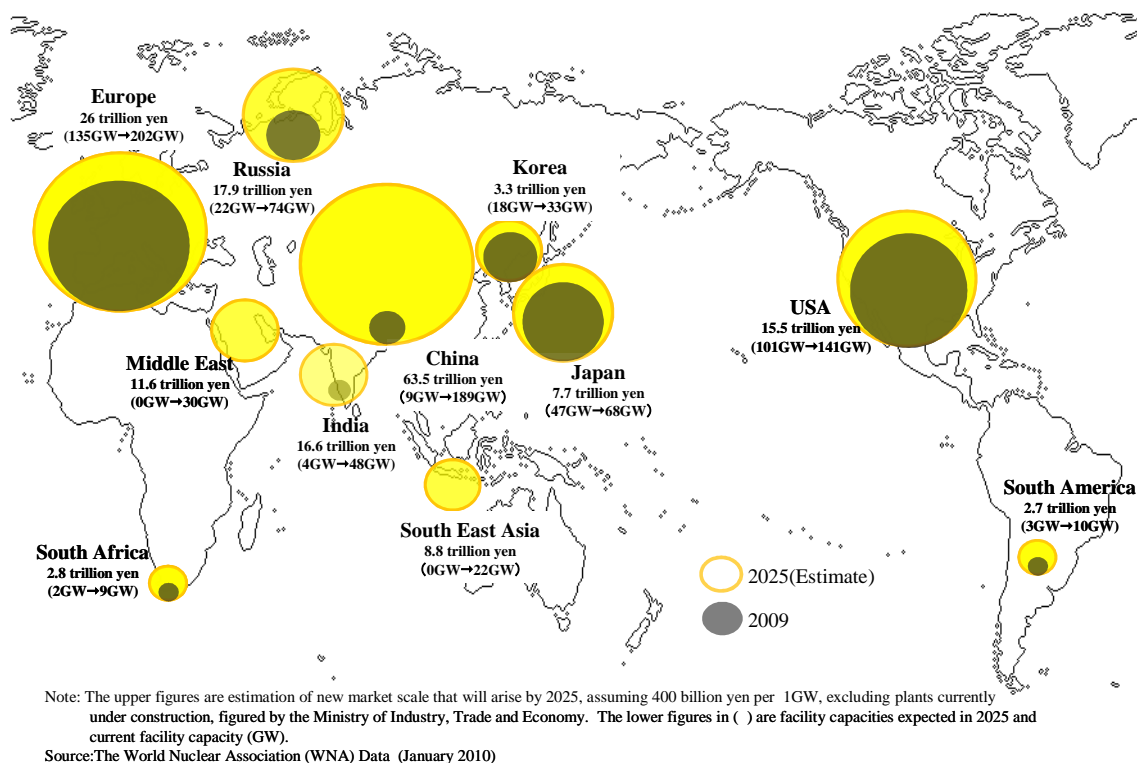 Europe
26 trillion yen
(135GW→202GW)
Russia
17.9 trillion yen
(22GW→74GW)
Korea
3.3 trillion yen
(18GW→33GW)
USA
15.5 trillion yen
(101GW→141GW)
Middle East
11.6 trillion yen
(0GW→30GW)
China
63.5 trillion yen
(9GW→189GW)
Japan
7.7 trillion yen
(47GW→68GW)
India
16.6 trillion yen
(4GW→48GW)
South East Asia
8.8 trillion yen
(0GW→22GW)
South America
2.7 trillion yen
(3GW→10GW)
South Africa
2.8 trillion yen
(2GW→9GW)
2025(Estimate)
2009
Note: The upper figures are estimation of new market scale that will arise by 2025, assuming 400 billion yen per 1GW, excluding plants currently
under construction, figured by the Ministry of Industry, Trade and Economy. The lower figures in ( ) are facility capacities expected in 2025 and
current facility capacity (GW).
Source:The World Nuclear Association (WNA) Data (January 2010)